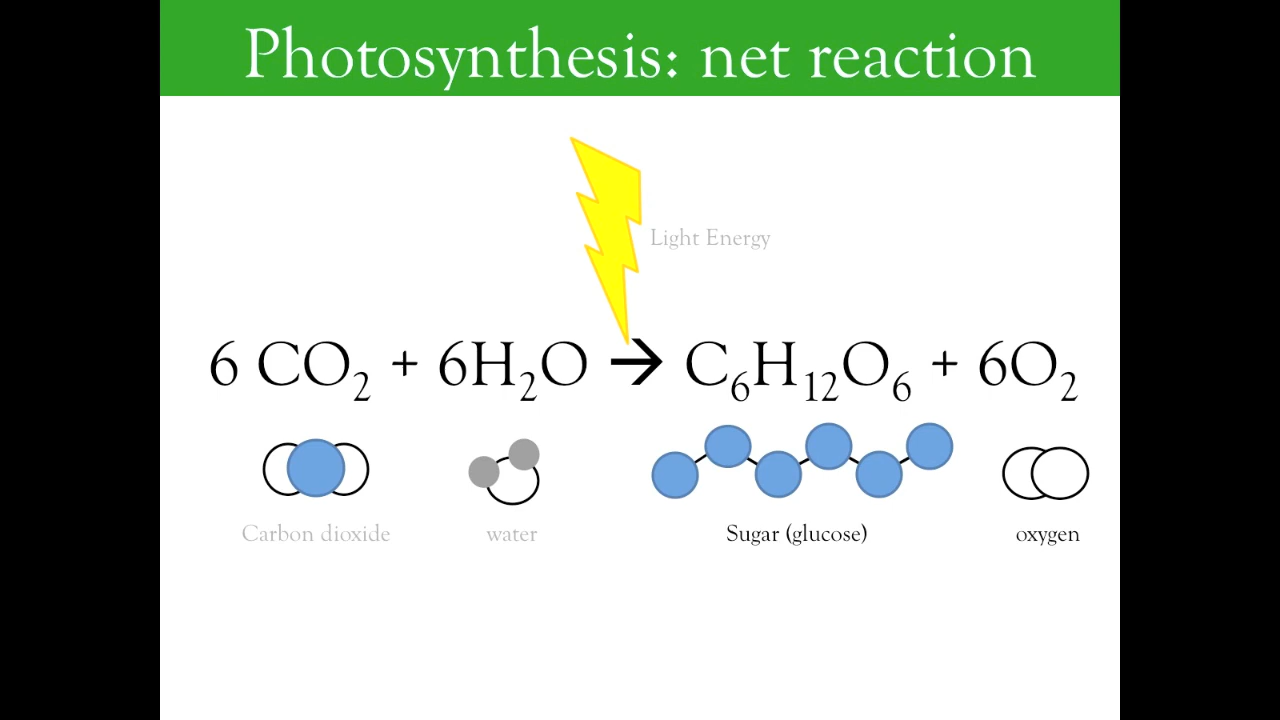 Photosynthesis: net reaction
Light Energy
6 CO₂ + 6H₂O → C₆H₁₂O₆ + 6O₂
Carbon dioxide water Sugar (glucose) oxygen